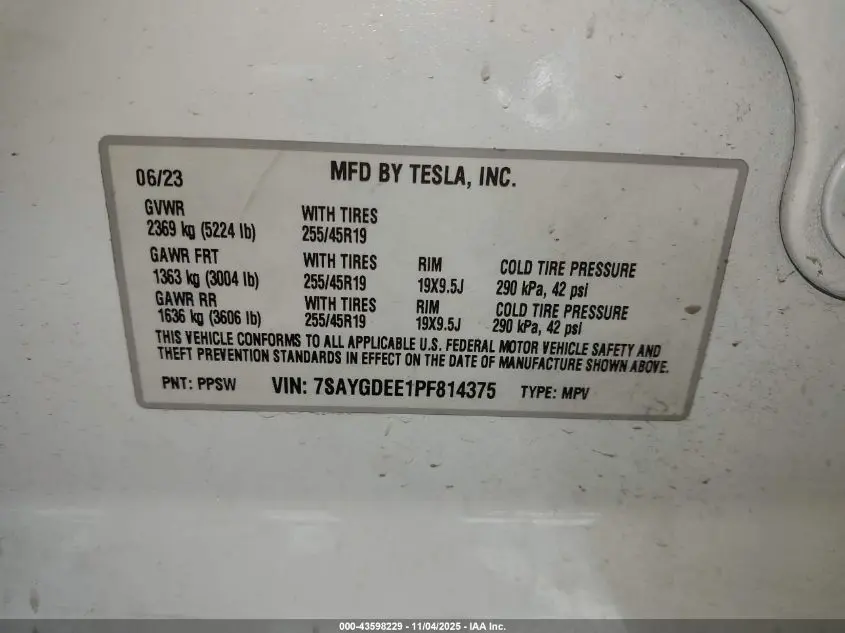 06/23 MFD BY TESLA, INC.
GVWR WITH TIRES
2369 kg (5224 lb) 255/45R19
GAWR FRT WITH TIRES RIM COLD TIRE PRESSURE
1363 kg (3004 lb) 255/45R19 19X9.5J 290 kPa, 42 psi
GAWR RR WITH TIRES RIM COLD TIRE PRESSURE
1636 kg (3606 lb) 255/45R19 19X9.5J 290 kPa, 42 psi
THIS VEHICLE CONFORMS TO ALL APPLICABLE U.S. FEDERAL MOTOR VEHICLE SAFETY AND
THEFT PREVENTION STANDARDS IN EFFECT ON THE DATE OF MANUFACTURE SHOWN ABOVE.
PNT: PPSW VIN: 7SAYGDEE1PF814375 TYPE: MPV
000-43598229 - 11/04/2025 - IAA Inc.